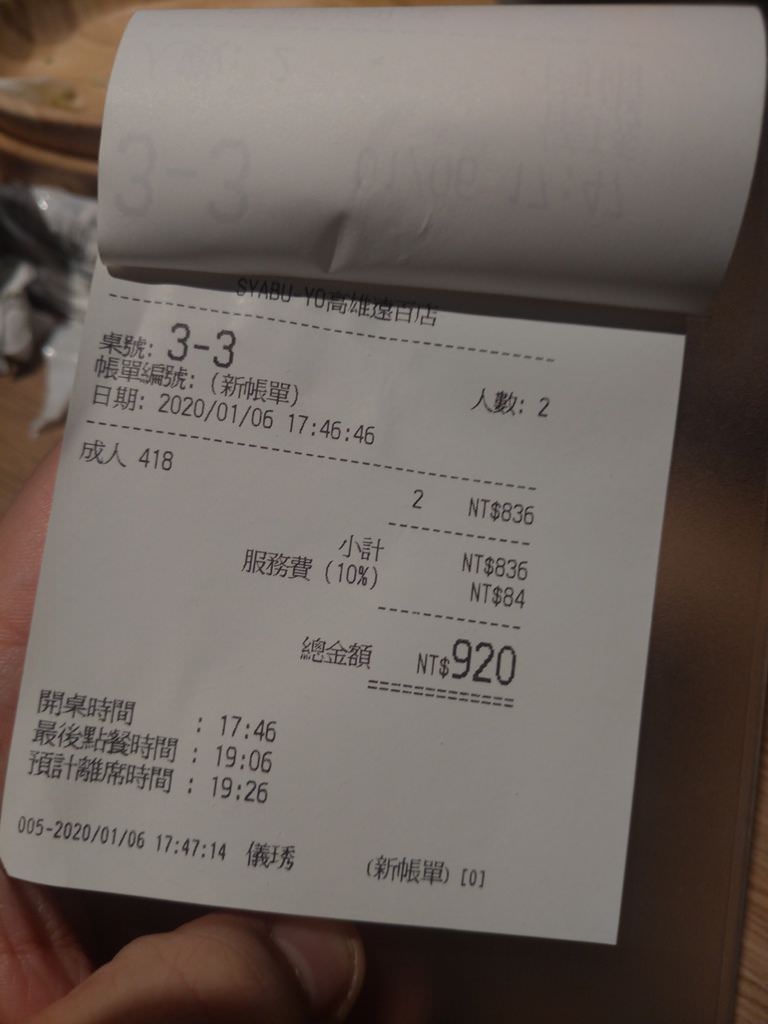 SYABU-YO高雄遠百店
桌號: 3-3
人數: 2
帳單編號: (新帳單)
日期: 2020/01/06 17:46:46
成人 418
2 NT$836
小計 NT$836
服務費 (10%) NT$84
總金額 NT$920
開桌時間 : 17:46
最後點餐時間 : 19:06
預計離席時間 : 19:26
005-2020/01/06 17:47:14 儀琇 (新帳單) [0]